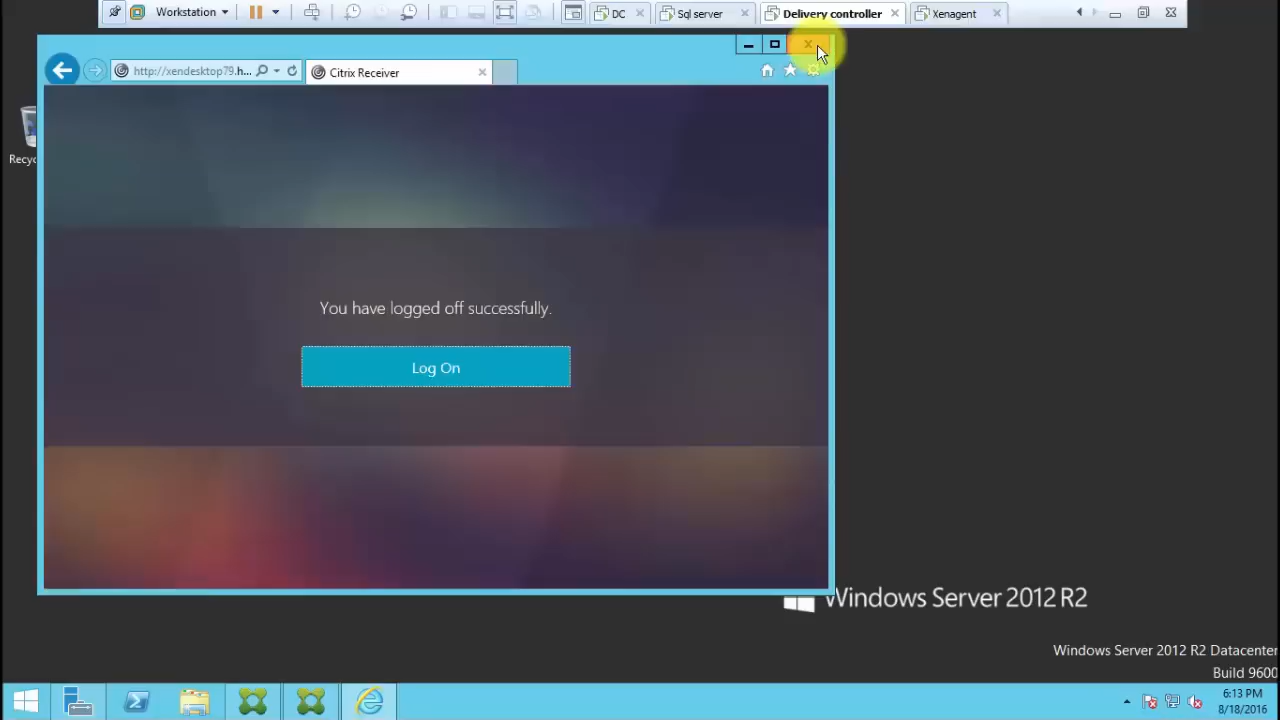 Workstation
DC
Sql server
Delivery controller
Xenagent
http://xendesktop79.h...
Citrix Receiver
Recyc
You have logged off successfully.
Log On
Windows Server 2012 R2
Windows Server 2012 R2 Datacenter
Build 9600
6:13 PM
8/18/2016